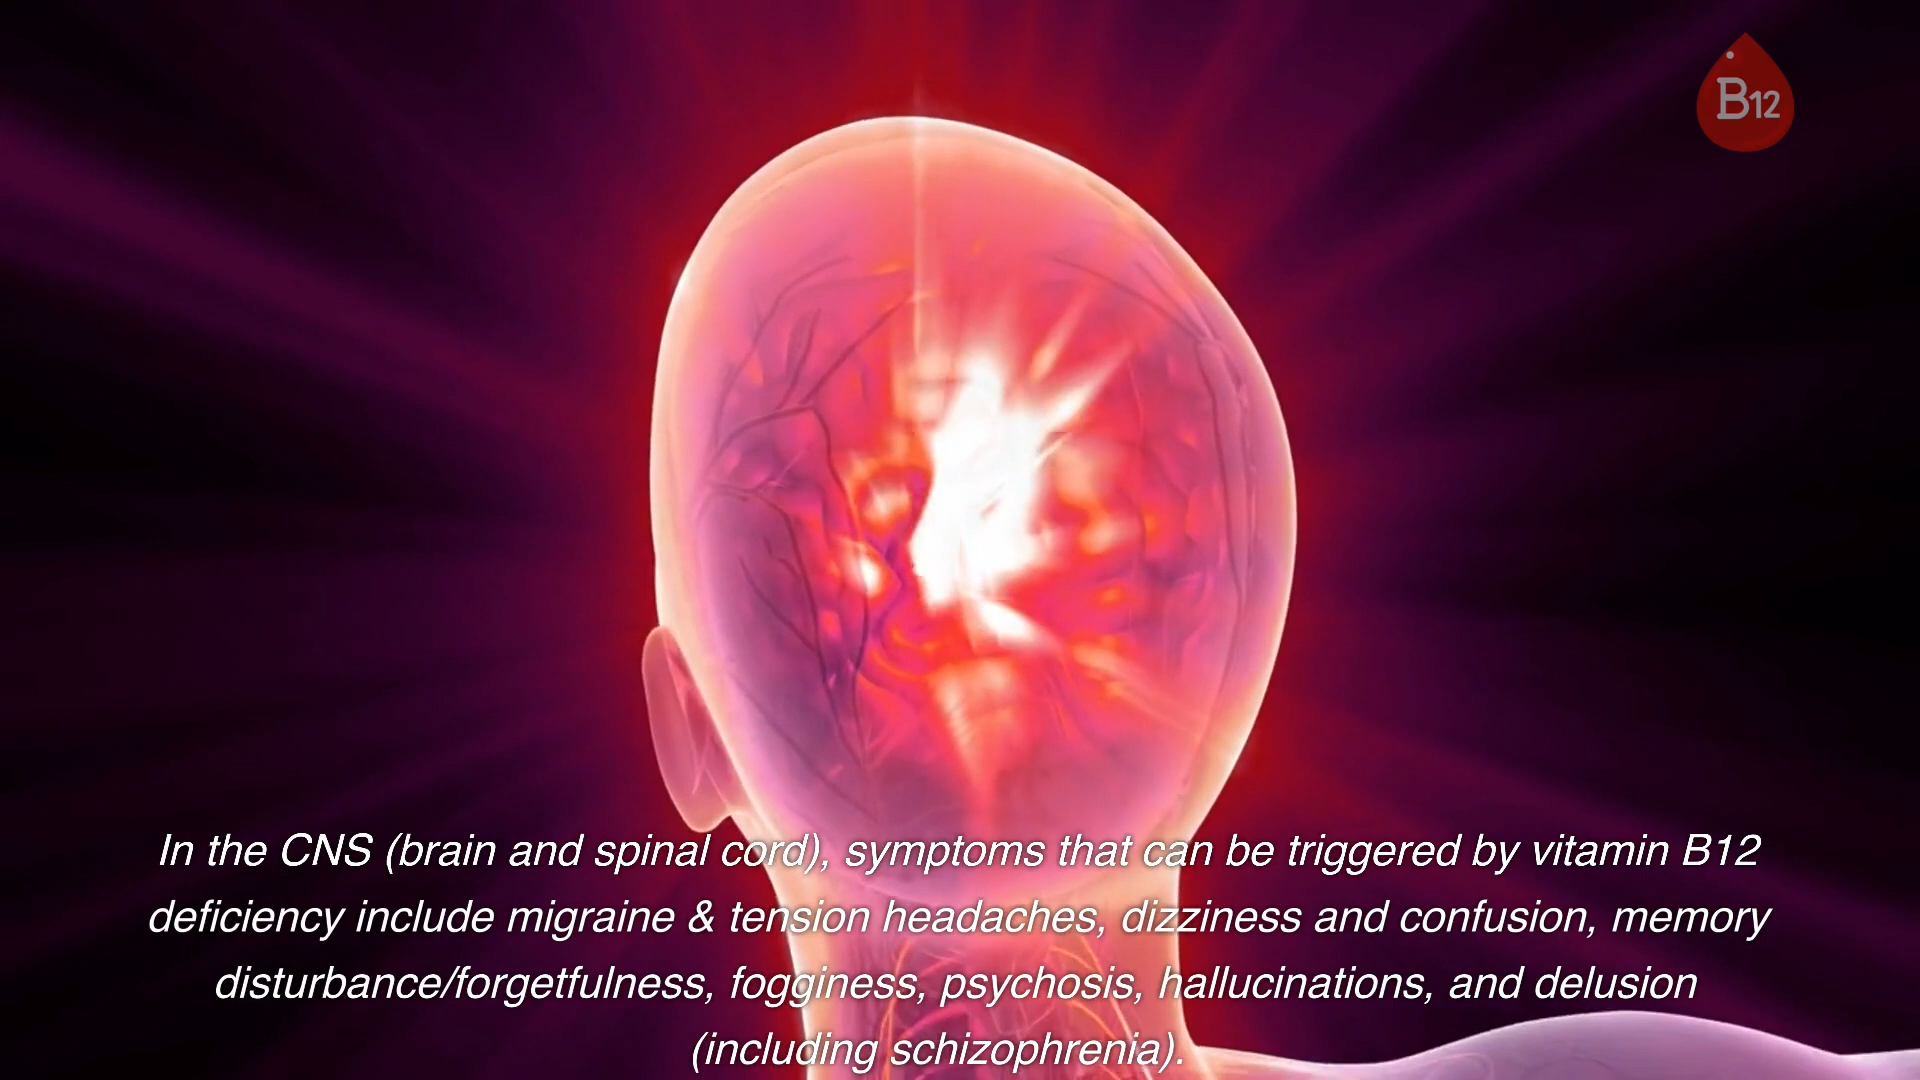 B12
In the CNS (brain and spinal cord), symptoms that can be triggered by vitamin B12
deficiency include migraine & tension headaches, dizziness and confusion, memory
disturbance/forgetfulness, fogginess, psychosis, hallucinations, and delusion
(including schizophrenia).